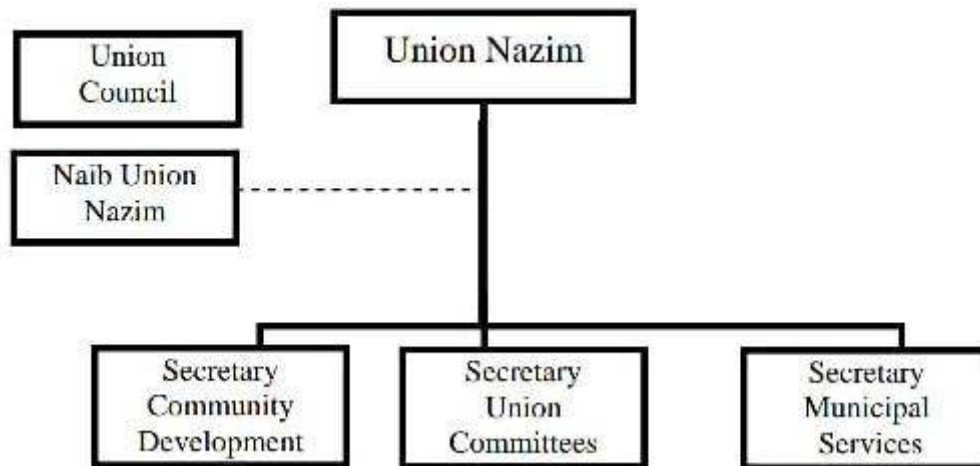 Union
Council
Union Nazim
Naib Union
Nazim
Secretary
Community
Development
Secretary
Union
Committees
Secretary
Municipal
Services